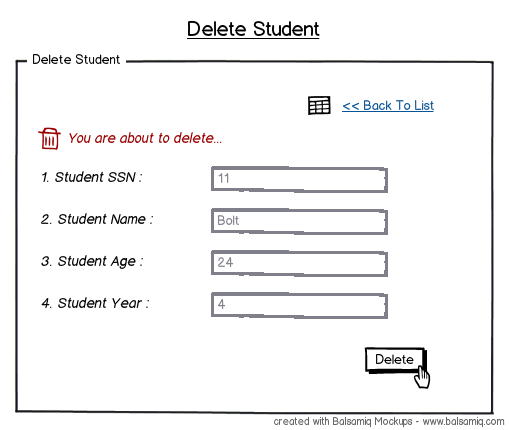 Delete Student
Delete Student
<< Back To List
You are about to delete...
1. Student SSN : 11
2. Student Name : Bolt
3. Student Age : 24
4. Student Year : 4
Delete
created with Balsamiq Mockups - www.balsamiq.com